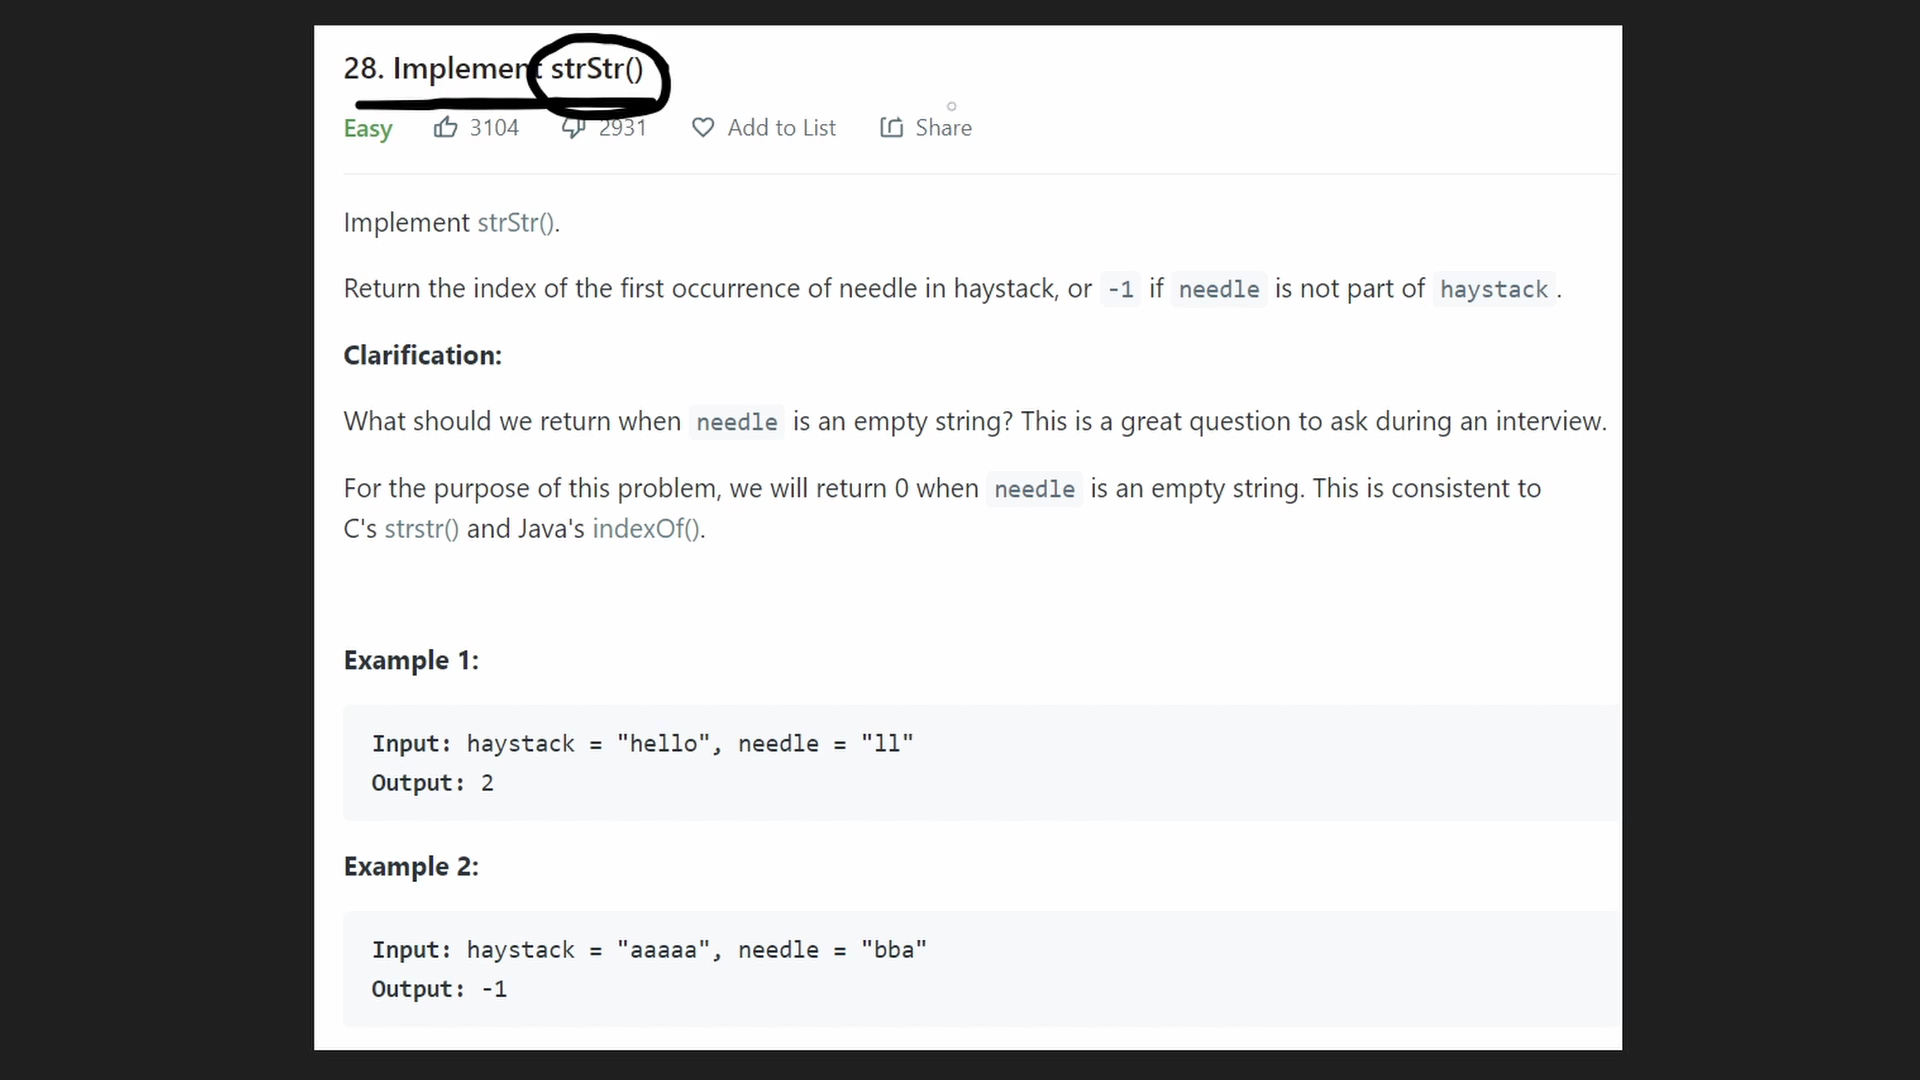 28. Implement strStr()
Easy 3104 2931 Add to List Share
Implement strStr().
Return the index of the first occurrence of needle in haystack, or -1 if needle is not part of haystack.
Clarification:
What should we return when needle is an empty string? This is a great question to ask during an interview.
For the purpose of this problem, we will return 0 when needle is an empty string. This is consistent to
C's strstr() and Java's indexOf().
Example 1:
Input: haystack = "hello", needle = "ll"
Output: 2
Example 2:
Input: haystack = "aaaaa", needle = "bba"
Output: -1